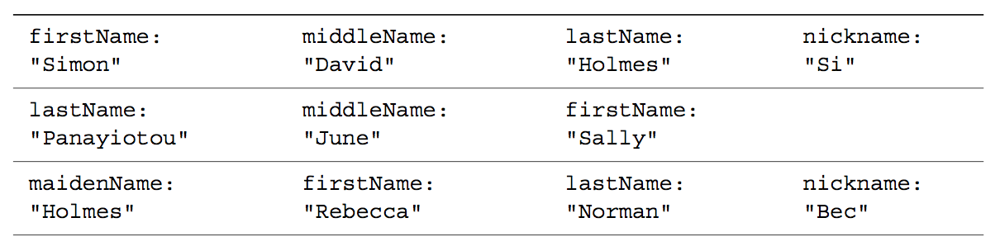 firstName: middleName: lastName: nickname:
"Simon" "David" "Holmes" "Si"
lastName: middleName: firstName:
"Panayiotou" "June" "Sally"
maidenName: firstName: lastName: nickname:
"Holmes" "Rebecca" "Norman" "Bec"